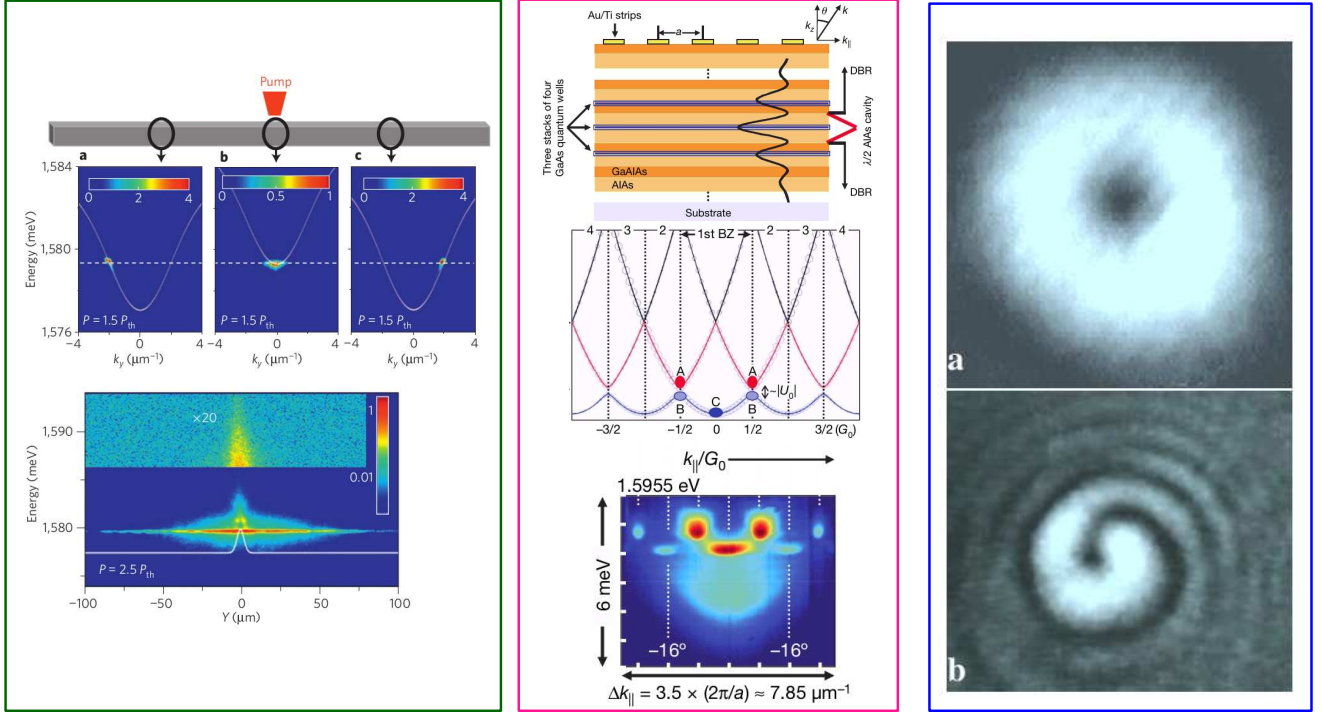 Pump
a
b
c
1,584
1,580
1,576
Energy (meV)
0 2 4
0 0.5 1
0 2 4
P = 1.5 Pth
P = 1.5 Pth
P = 1.5 Pth
−4 0 4
−4 0 4
−4 0 4
ky (μm−1)
ky (μm−1)
ky (μm−1)
×20
1
0.01
1,590
1,580
Energy (meV)
P = 2.5 Pth
−100 −50 0 50 100
Y (μm)
Au/Ti strips
a
kz
θ
k
k||
Three stacks of four
GaAs quantum wells
DBR
λ/2 AlAs cavity
DBR
GaAlAs
AlAs
Substrate
4 3 2 1st BZ 2 3 4
A A
~|U0|
B C B
−3/2 −1/2 0 1/2 3/2 (G0)
k||/G0
1.5955 eV
6 meV
−16º −16º
Δk|| = 3.5 × (2π/a) ≈ 7.85 μm−1
a
b